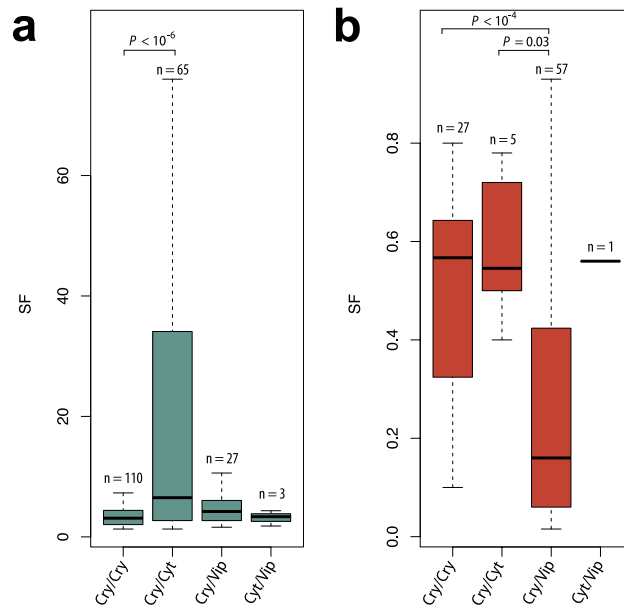 a
P < 10⁻⁶
n = 65
60
40
20
0
SF
n = 110
n = 27
n = 3
Cry/Cry
Cry/Cyt
Cry/Vip
Cyt/Vip
b
P < 10⁻⁴
P = 0.03
n = 57
n = 27
n = 5
n = 1
0.8
0.6
0.4
0.2
0.0
SF
Cry/Cry
Cry/Cyt
Cry/Vip
Cyt/Vip